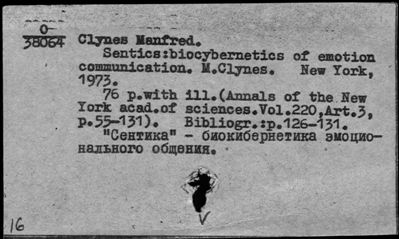 0
38064
Clynes Manfred.
Sentics:biocybernetics of emotion
communication. M.Clynes. New York,
1973.
76 p.with ill.(Annals of the New
York acad.of sciences.Vol.220,Art.3,
p.55-131). Bibliogr.:p.126-131.
"Сентика" - биокибернетика эмоцио-
нального общения.
V
16